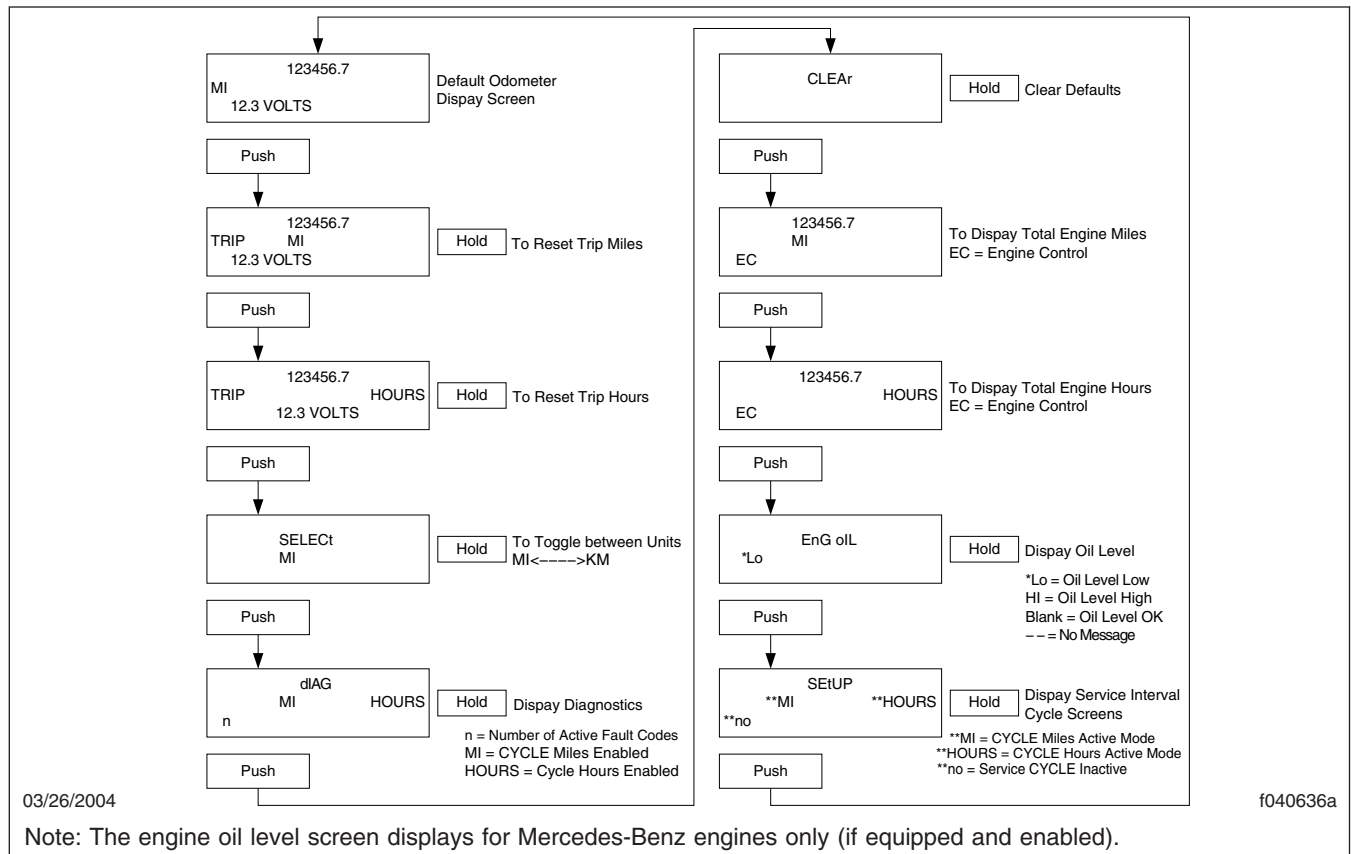 123456.7
MI
12.3 VOLTS
Default Odometer
Dispay Screen
Push
123456.7
TRIP MI
12.3 VOLTS
Hold
To Reset Trip Miles
Push
123456.7
TRIP HOURS
12.3 VOLTS
Hold
To Reset Trip Hours
Push
SELECt
MI
Hold
To Toggle between Units
MI<−−−−>KM
Push
dIAG
MI HOURS
n
Hold
Dispay Diagnostics
n = Number of Active Fault Codes
MI = CYCLE Miles Enabled
HOURS = Cycle Hours Enabled
Push
CLEAr
Hold
Clear Defaults
Push
123456.7
MI
EC
To Dispay Total Engine Miles
EC = Engine Control
Push
123456.7
HOURS
EC
To Dispay Total Engine Hours
EC = Engine Control
Push
EnG oIL
*Lo
Hold
Dispay Oil Level
*Lo = Oil Level Low
HI = Oil Level High
Blank = Oil Level OK
−− = No Message
Push
SEtUP
**MI **HOURS
**no
Hold
Dispay Service Interval
Cycle Screens
**MI = CYCLE Miles Active Mode
**HOURS = CYCLE Hours Active Mode
**no = Service CYCLE Inactive
Push
03/26/2004
f040636a
Note: The engine oil level screen displays for Mercedes-Benz engines only (if equipped and enabled).